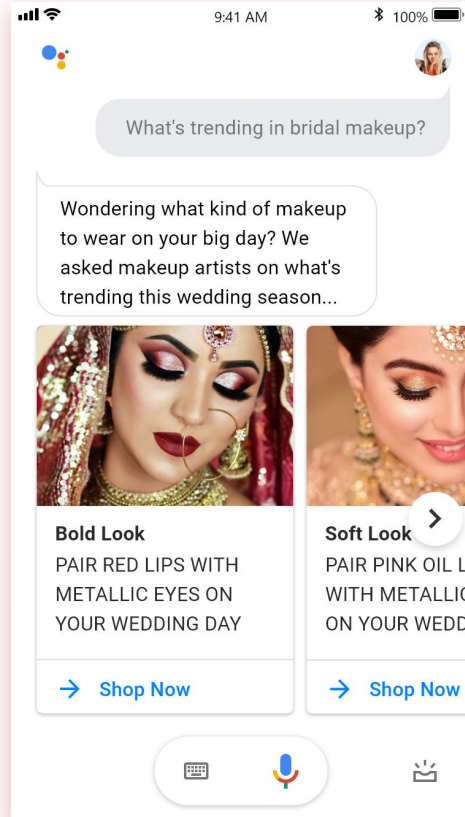 9:41 AM
100%
What's trending in bridal makeup?
Wondering what kind of makeup
to wear on your big day? We
asked makeup artists on what's
trending this wedding season...
Bold Look
PAIR RED LIPS WITH
METALLIC EYES ON
YOUR WEDDING DAY
Shop Now
Soft Look
PAIR PINK OIL
WITH METALLIC
ON YOUR WEDD
Shop Now